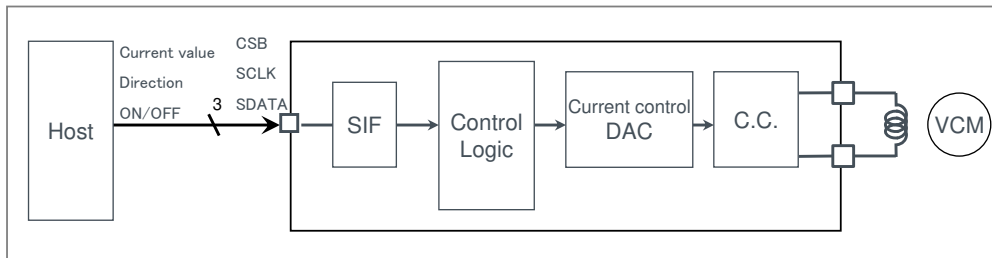 Host
Current value
Direction
ON/OFF
3
CSB
SCLK
SDATA
SIF
Control
Logic
Current control
DAC
C.C.
VCM